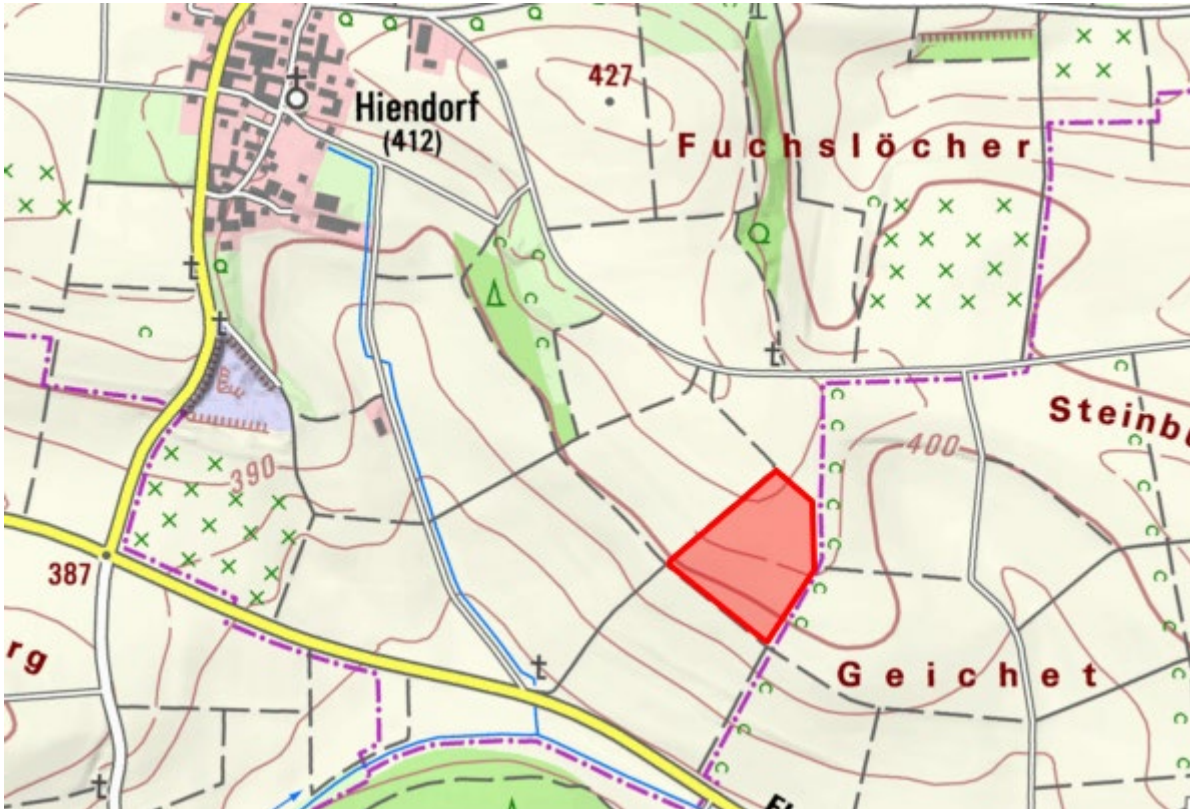 427
Hiendorf
(412)
Fuchslöcher
Steinb
400
390
387
rg
Geichet